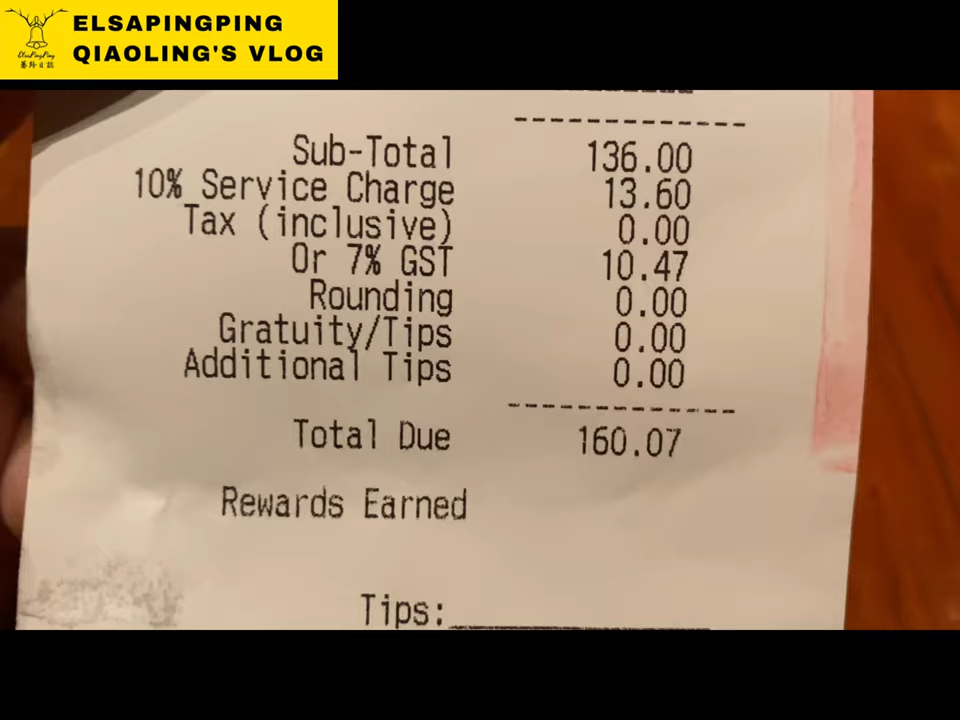 ELSAPINGPING
QIAOLING'S VLOG
ElsaPingPing
Sub-Total 136.00
10% Service Charge 13.60
Tax (inclusive) 0.00
Or 7% GST 10.47
Rounding 0.00
Gratuity/Tips 0.00
Additional Tips 0.00
Total Due 160.07
Rewards Earned
Tips: